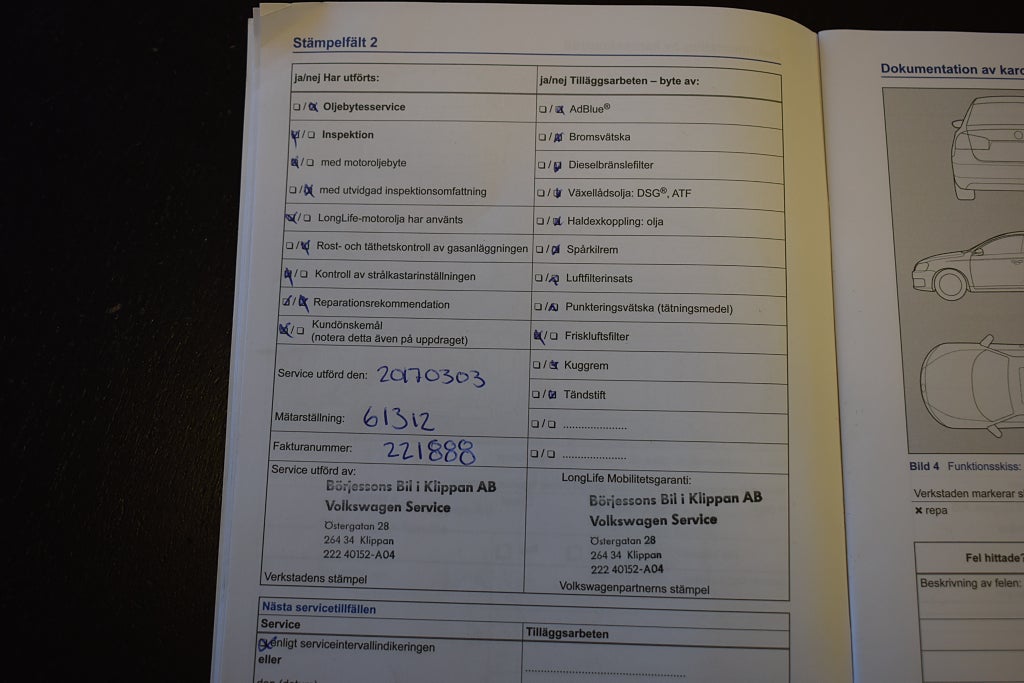 Stämpelfält 2
ja/nej Har utförts:
❏ / ❏ Oljebytesservice
❏ / ❏ Inspektion
❏ / ❏ med motoroljebyte
❏ / ❏ med utvidgad inspektionsomfattning
❏ / ❏ LongLife-motorolja har använts
❏ / ❏ Rost- och täthetskontroll av gasanläggningen
❏ / ❏ Kontroll av strålkastarinställningen
❏ / ❏ Reparationsrekommendation
❏ / ❏ Kundönskemål
(notera detta även på uppdraget)
Service utförd den: 20170303
Mätarställning: 61312
Fakturanummer: 221888
Service utförd av:
Börjessons Bil i Klippan AB
Volkswagen Service
Östergatan 28
264 34 Klippan
222 40152-A04
Verkstadens stämpel
ja/nej Tilläggsarbeten – byte av:
❏ / ❏ AdBlue®
❏ / ❏ Bromsvätska
❏ / ❏ Dieselbränslefilter
❏ / ❏ Växellådsolja: DSG®, ATF
❏ / ❏ Haldexkoppling: olja
❏ / ❏ Spårkilrem
❏ / ❏ Luftfilterinsats
❏ / ❏ Punkteringsvätska (tätningsmedel)
❏ / ❏ Friskluftsfilter
❏ / ❏ Kuggrem
❏ / ❏ Tändstift
❏ / ❏ .....................
❏ / ❏ .....................
LongLife Mobilitetsgaranti:
Börjessons Bil i Klippan AB
Volkswagen Service
Östergatan 28
264 34 Klippan
222 40152-A04
Volkswagenpartnerns stämpel
Nästa servicetillfällen
Service
enligt serviceintervallindikeringen
eller
Tilläggsarbeten
Dokumentation av
Bild 4 Funktionsskiss:
Verkstaden markerar
✖ repa
Fel hittade?
Beskrivning av felen: